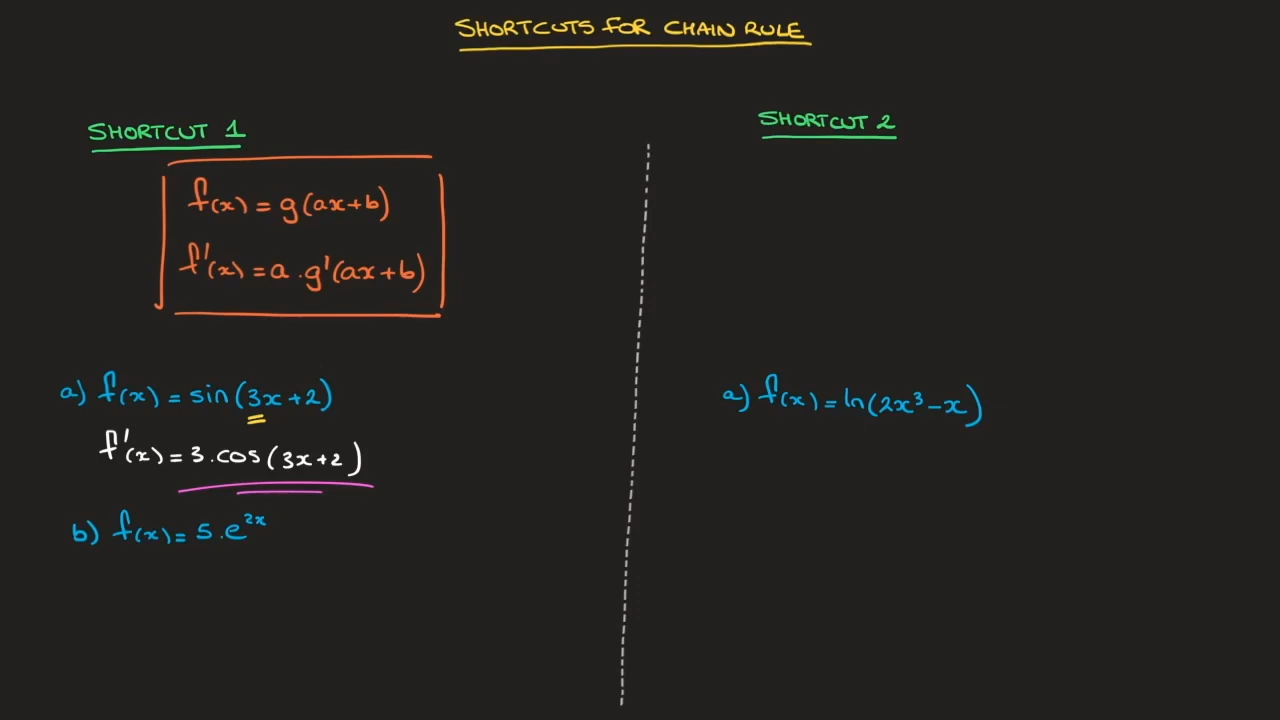 SHORTCUTS FOR CHAIN RULE
SHORTCUT 1
f(x) = g(ax+b)
f'(x) = a . g'(ax+b)
a) f(x) = sin(3x+2)
f'(x) = 3 . cos(3x+2)
b) f(x) = 5 . e^{2x}
SHORTCUT 2
a) f(x) = ln(2x³-x)